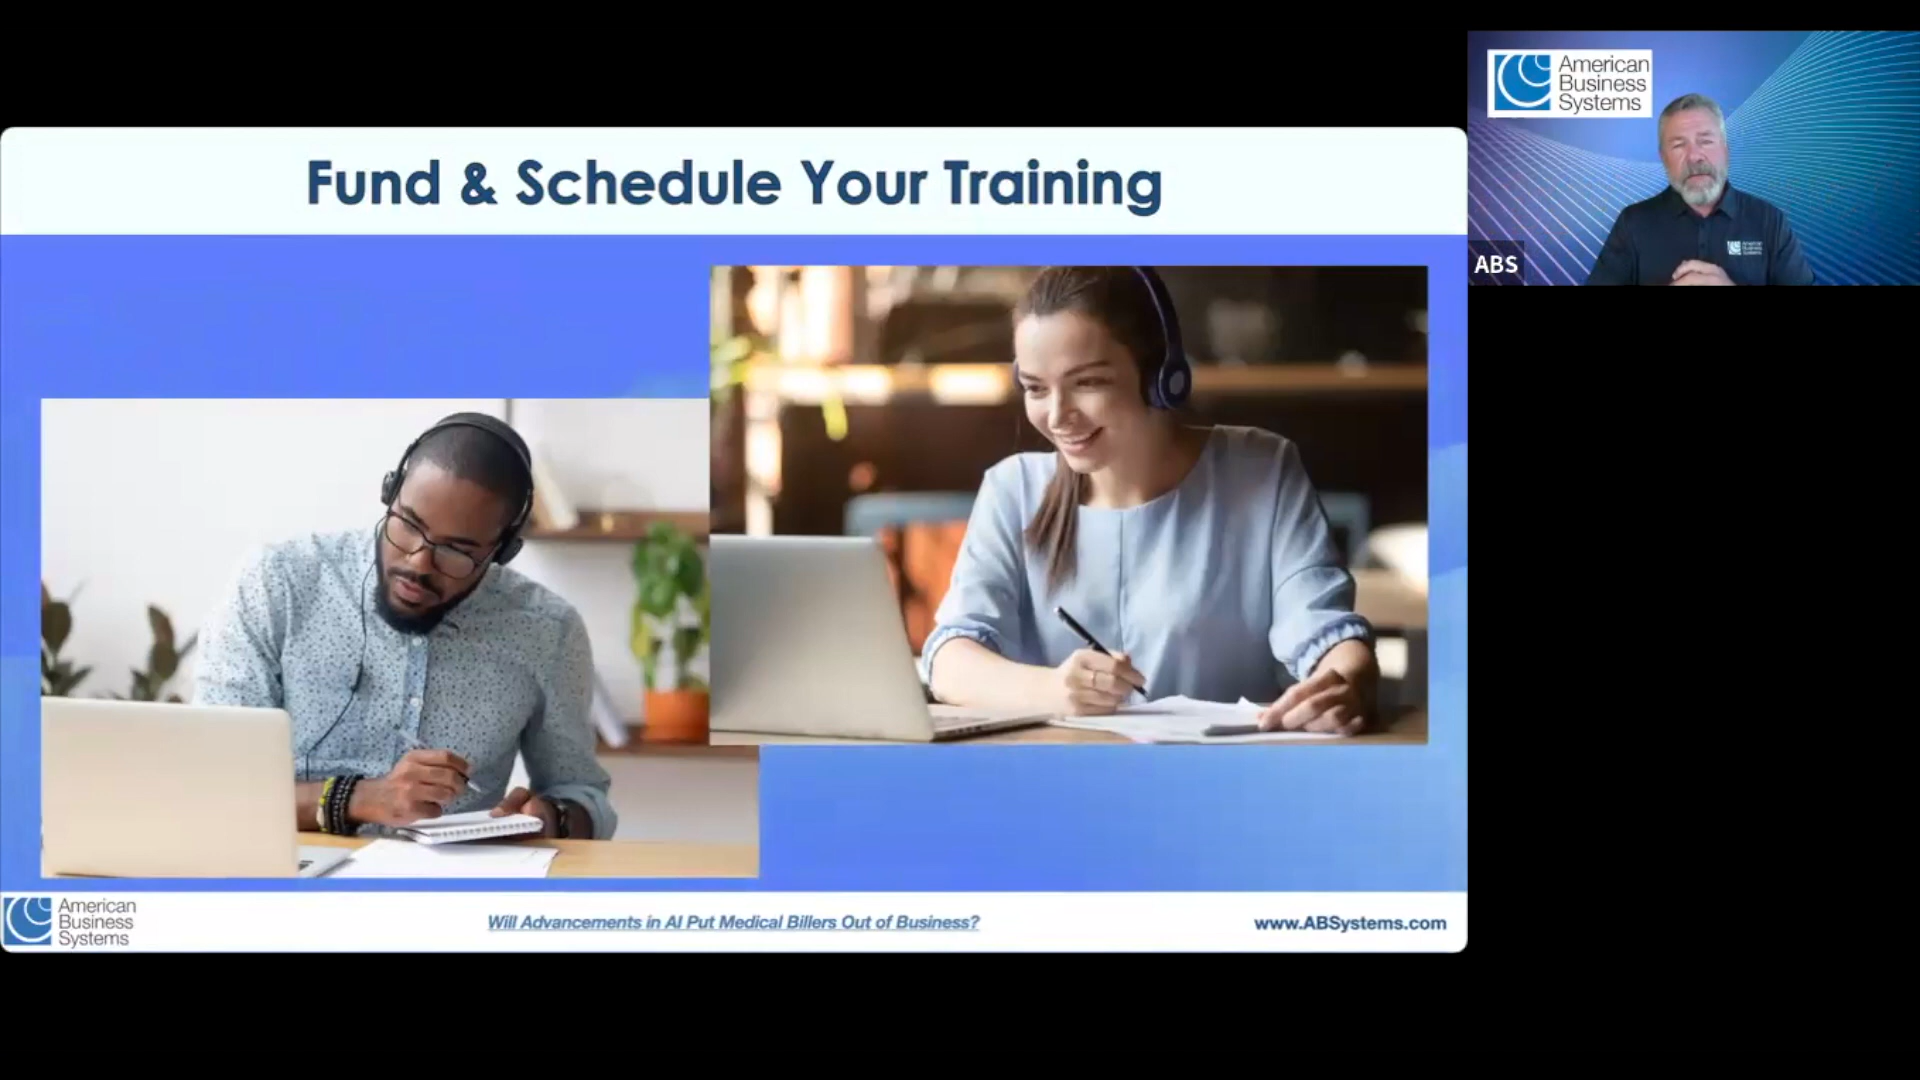 Fund & Schedule Your Training
American
Business
Systems
ABS
American
Business
Systems
Will Advancements in AI Put Medical Billers Out of Business?
www.ABSystems.com